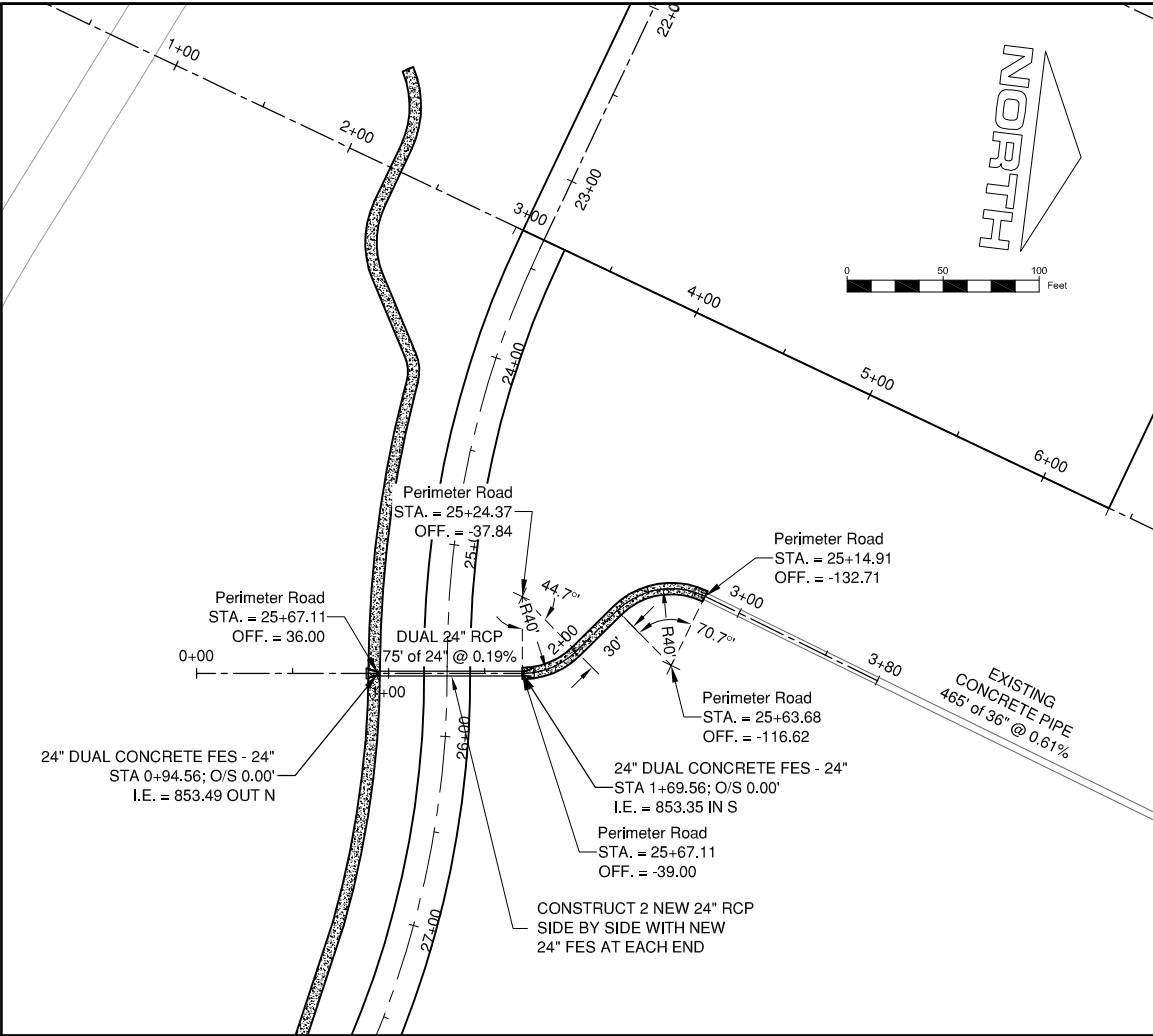 1+00
2+00
3+00
22+00
23+00
NORTH
0 50 100
Feet
4+00
5+00
6+00
24+00
Perimeter Road
STA. = 25+24.37
OFF. = -37.84
Perimeter Road
STA. = 25+14.91
OFF. = -132.71
44.7°'
Perimeter Road
STA. = 25+67.11
OFF. = 36.00
R40'
2+00
30'
R40'
70.7°'
3+00
3+80
DUAL 24" RCP
75' of 24" @ 0.19%
0+00
EXISTING
CONCRETE PIPE
465' of 36" @ 0.61%
Perimeter Road
STA. = 25+63.68
OFF. = -116.62
26+00
24" DUAL CONCRETE FES - 24"
STA 0+94.56; O/S 0.00'
I.E. = 853.49 OUT N
24" DUAL CONCRETE FES - 24"
STA 1+69.56; O/S 0.00'
I.E. = 853.35 IN S
Perimeter Road
STA. = 25+67.11
OFF. = -39.00
CONSTRUCT 2 NEW 24" RCP
SIDE BY SIDE WITH NEW
24" FES AT EACH END
27+00